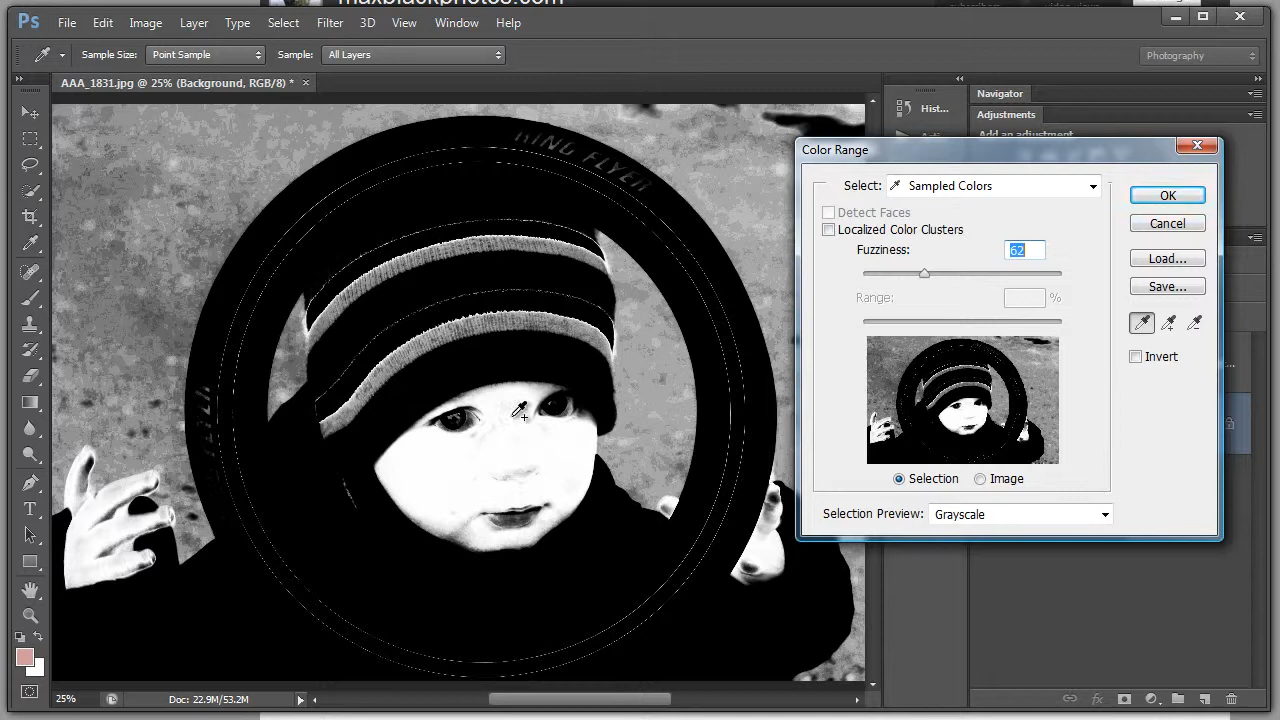 maxblackphotos.com
Ps File Edit Image Layer Type Select Filter 3D View Window Help
Sample Size: Point Sample Sample: All Layers Photography
AAA_1831.jpg @ 25% (Background, RGB/8) * ×
Navigator
Hist...
Adjustments
Add an adjustment
RING FLYER
Color Range
Select: Sampled Colors
OK
Detect Faces
Cancel
Localized Color Clusters
Fuzziness: 62
Load...
Save...
Range: %
Invert
Selection Image
Selection Preview: Grayscale
25% Doc: 22.9M/53.2M
fx